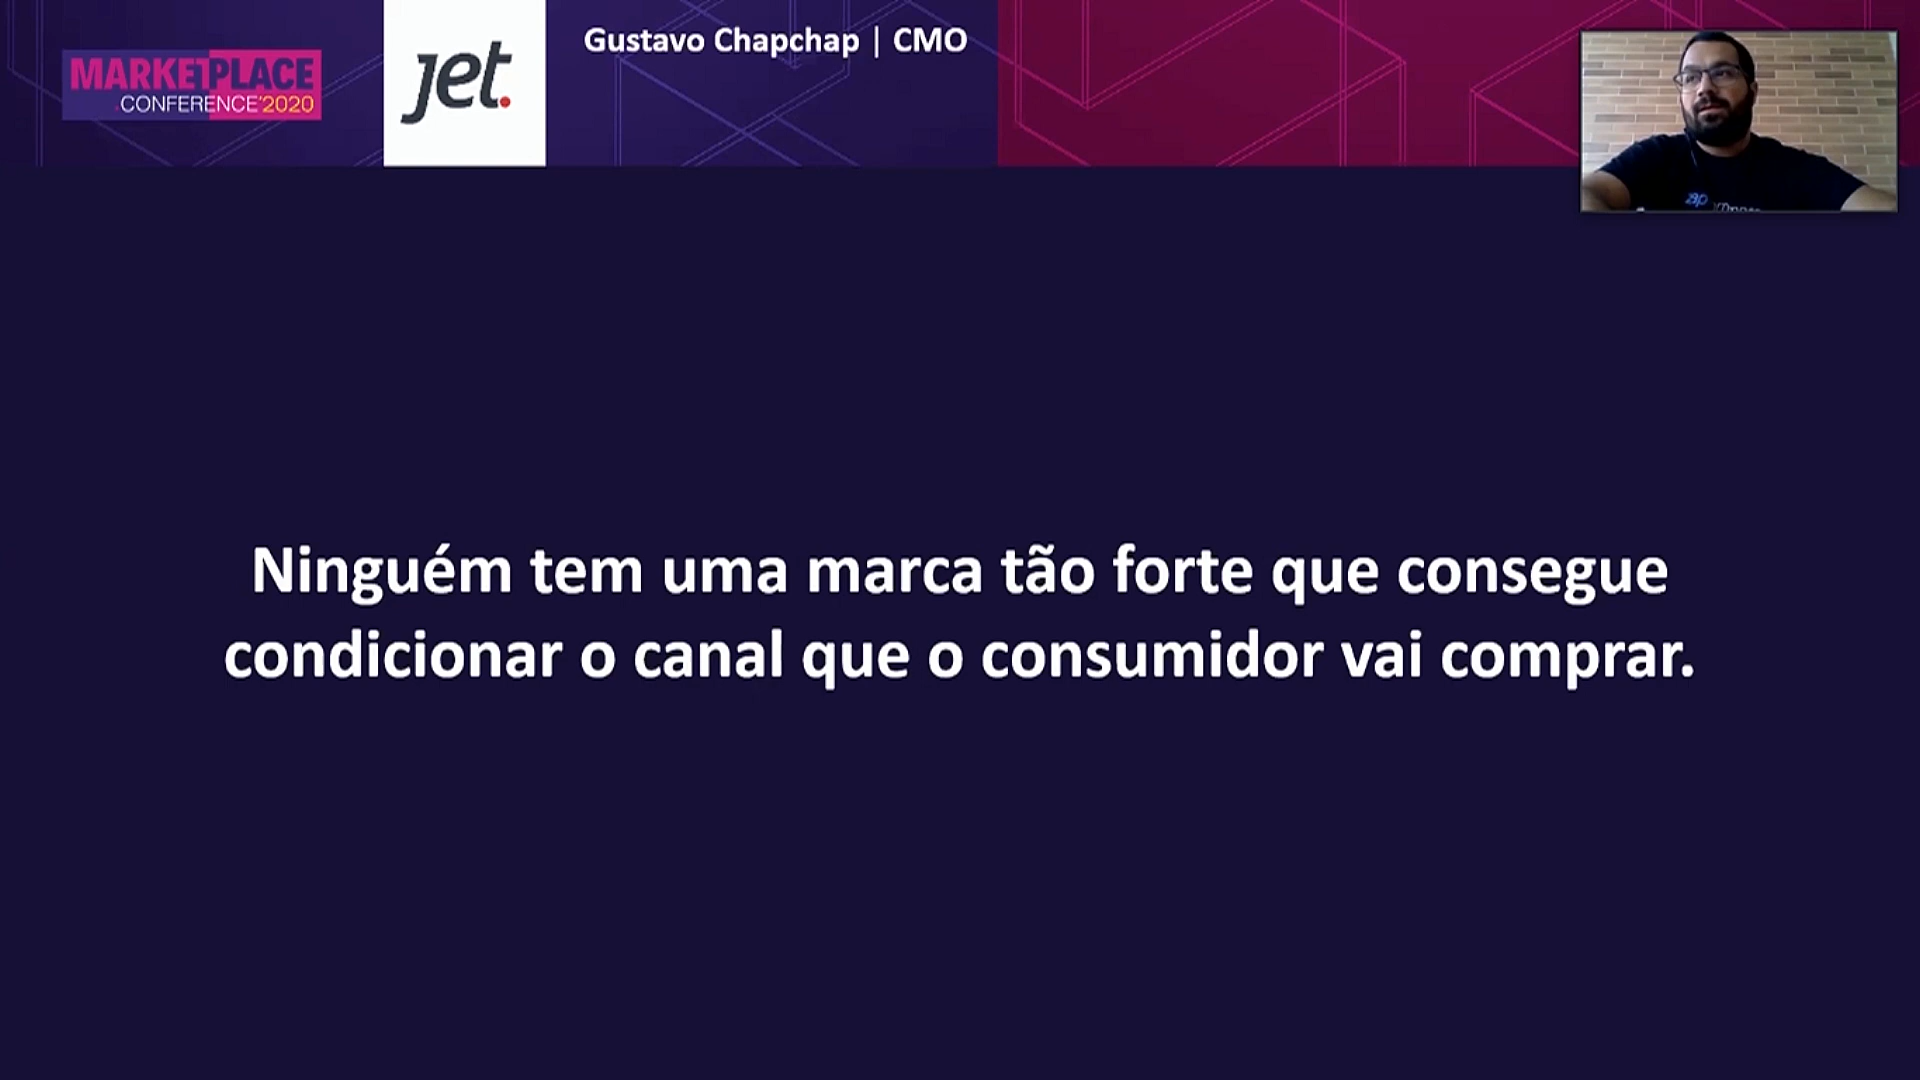 MARKETPLACE
CONFERENCE'2020
jet.
Gustavo Chapchap | CMO
zap
Ninguém tem uma marca tão forte que consegue
condicionar o canal que o consumidor vai comprar.